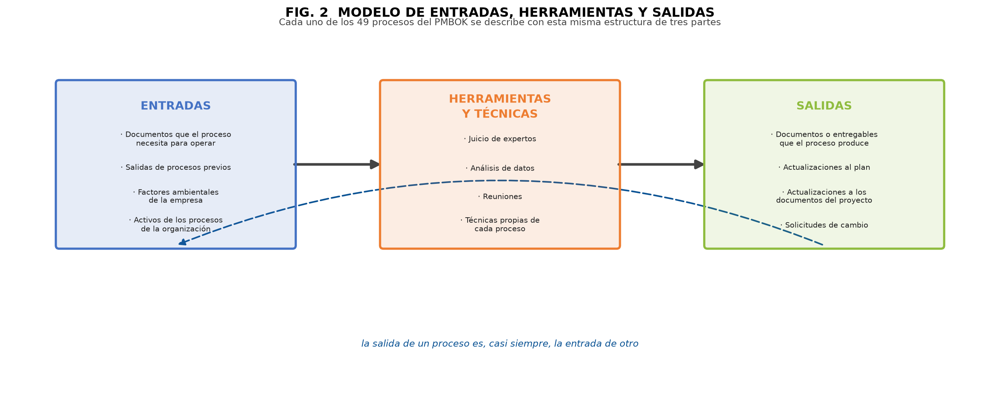 FIG. 2  MODELO DE ENTRADAS, HERRAMIENTAS Y SALIDAS
Cada uno de los 49 procesos del PMBOK se describe con esta misma estructura de tres partes
ENTRADAS
· Documentos que el proceso
necesita para operar
· Salidas de procesos previos
· Factores ambientales
de la empresa
· Activos de los procesos
de la organización
HERRAMIENTAS
Y TÉCNICAS
· Juicio de expertos
· Análisis de datos
· Reuniones
· Técnicas propias de
cada proceso
SALIDAS
· Documentos o entregables
que el proceso produce
· Actualizaciones al plan
· Actualizaciones a los
documentos del proyecto
· Solicitudes de cambio
la salida de un proceso es, casi siempre, la entrada de otro